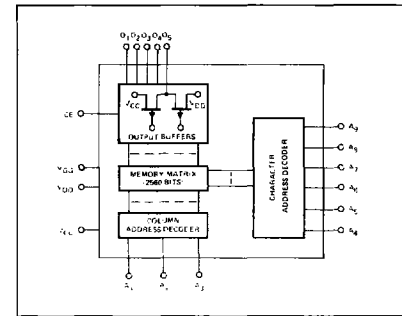 O₁ O₂ O₃ O₄ O₅
VCC VDD
CE
OUTPUT BUFFERS
VGG
VDD
MEMORY MATRIX
(2560 BITS)
COLUMN
ADDRESS DECODER
VCC
CHARACTER
ADDRESS DECODER
A₉
A₈
A₇
A₆
A₅
A₄
A₁ A₂ A₃